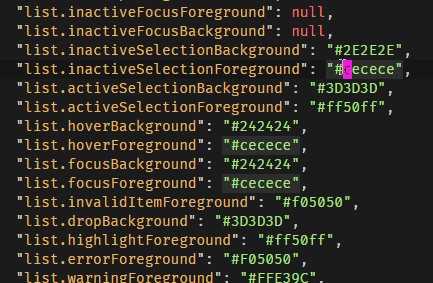 "list.inactiveFocusForeground": null,
"list.inactiveFocusBackground": null,
"list.inactiveSelectionBackground": "#2E2E2E",
"list.inactiveSelectionForeground": "#cecece",
"list.activeSelectionBackground": "#3D3D3D",
"list.activeSelectionForeground": "#ff50ff",
"list.hoverBackground": "#242424",
"list.hoverForeground": "#cecece",
"list.focusBackground": "#242424",
"list.focusForeground": "#cecece",
"list.invalidItemForeground": "#f05050",
"list.dropBackground": "#3D3D3D",
"list.highlightForeground": "#ff50ff",
"list.errorForeground": "#F05050",
"list.warningForeground": "#FFE39C",